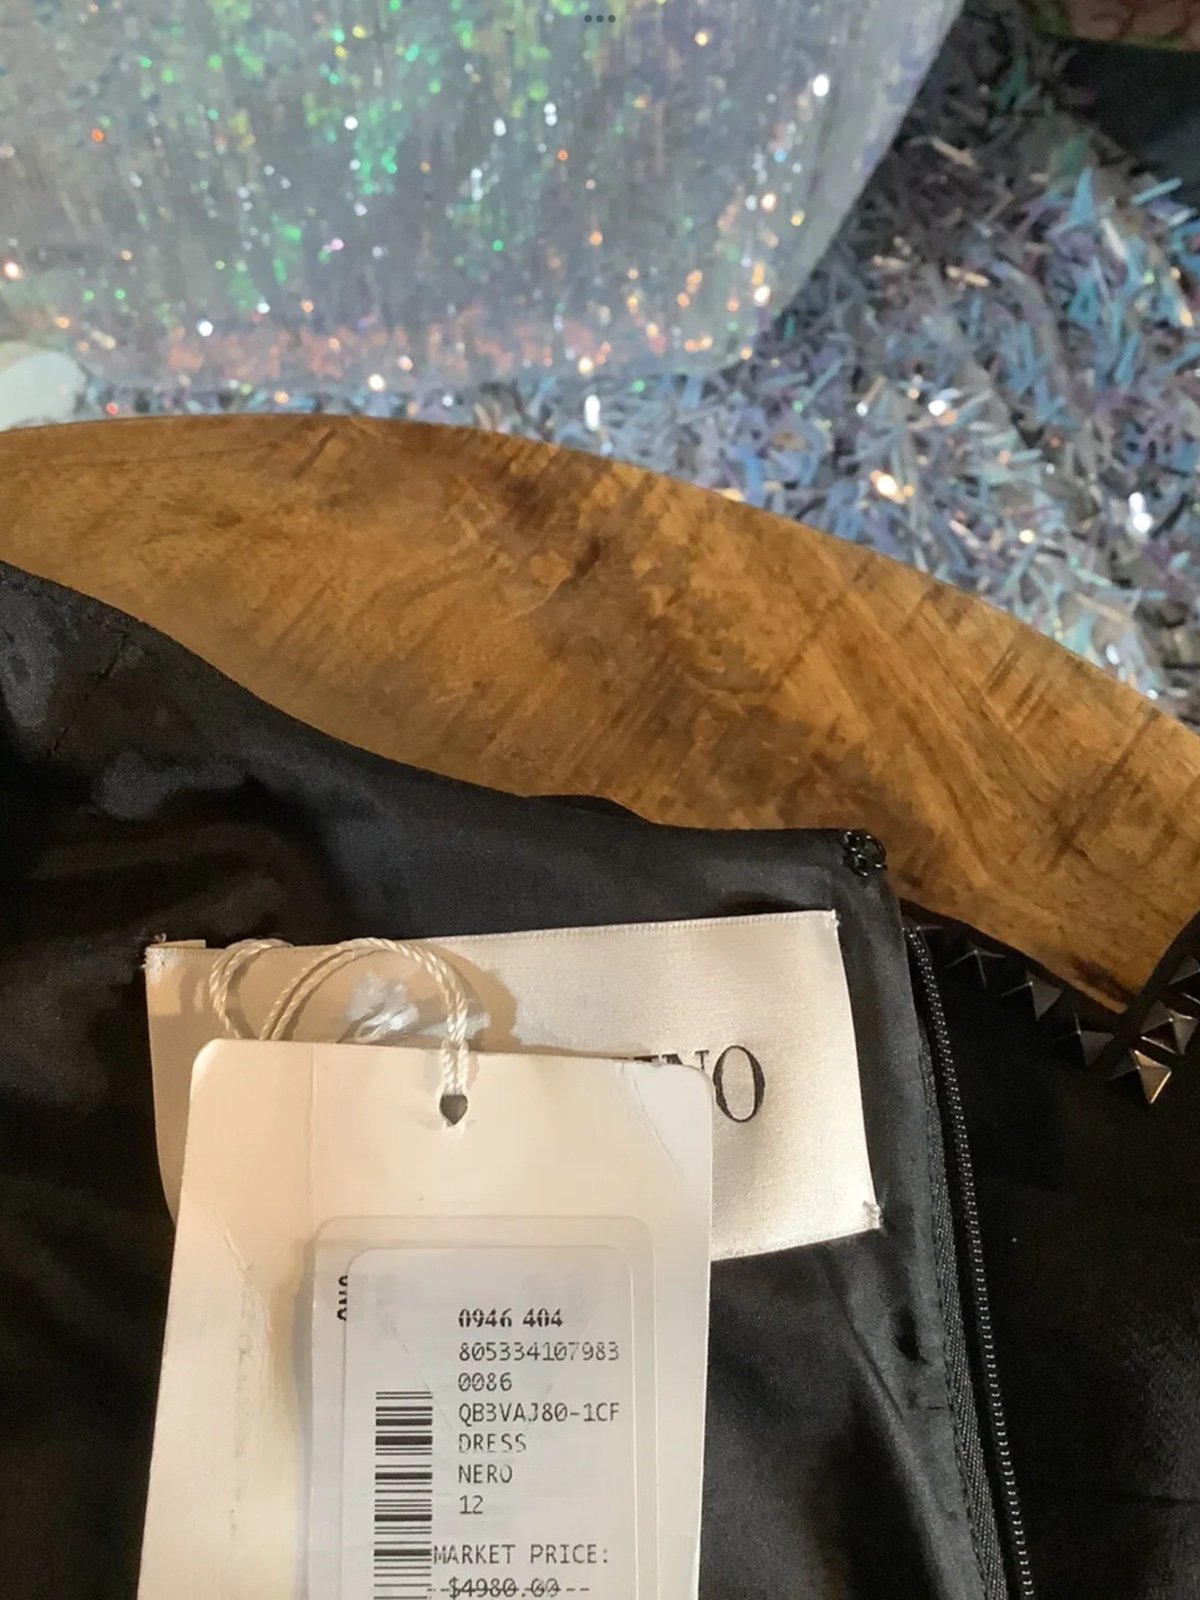 NO
0946 404
805334107983
0086
QB3VAJ80-1CF
DRESS
NERO
12
MARKET PRICE:
--$4980.00--